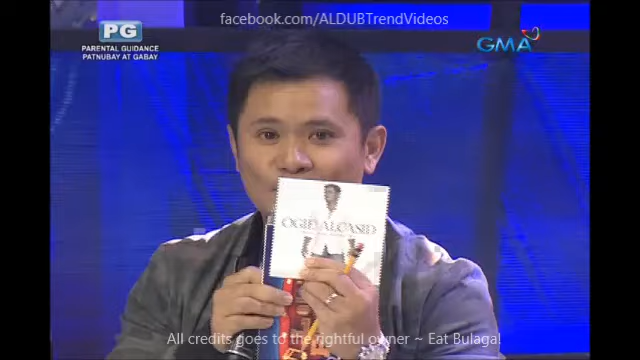 facebook.com/ALDUBTrendVideos
PG
PARENTAL GUIDANCE
PATNUBAY AT GABAY
GMA
OGIE ALCASID
All credits goes to the rightful owner ~ Eat Bulaga!